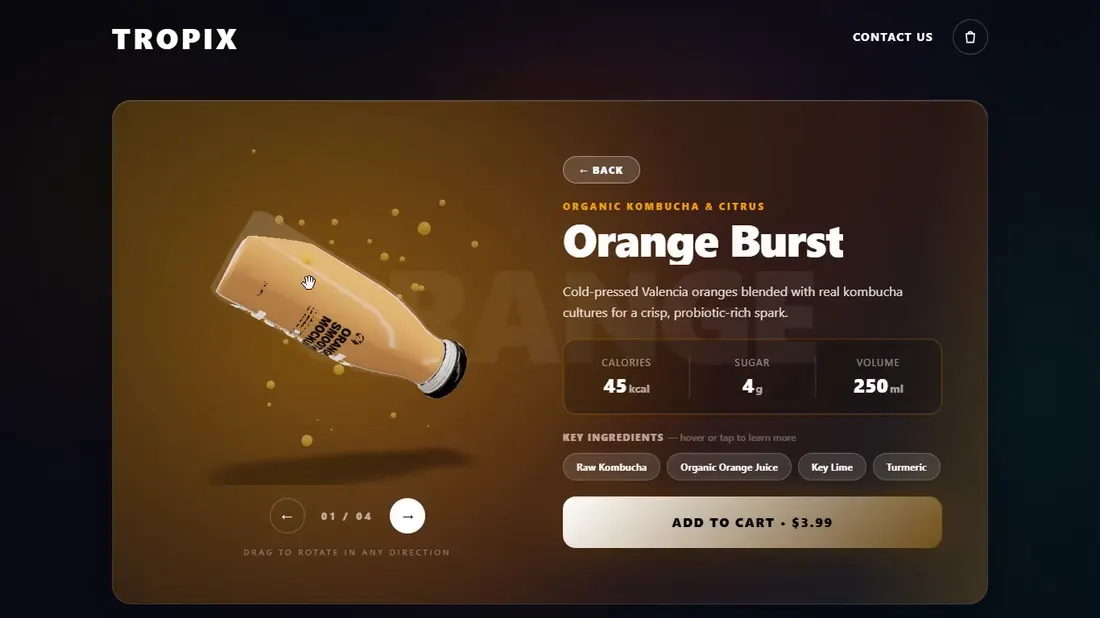 TROPIX
CONTACT US
← BACK
ORGANIC KOMBUCHA & CITRUS
Orange Burst
RANGE
Cold-pressed Valencia oranges blended with real kombucha
cultures for a crisp, probiotic-rich spark.
CALORIES SUGAR VOLUME
45 kcal 4 g 250 ml
KEY INGREDIENTS — hover or tap to learn more
Raw Kombucha Organic Orange Juice Key Lime Turmeric
ADD TO CART • $3.99
← 01 / 04 →
DRAG TO ROTATE IN ANY DIRECTION